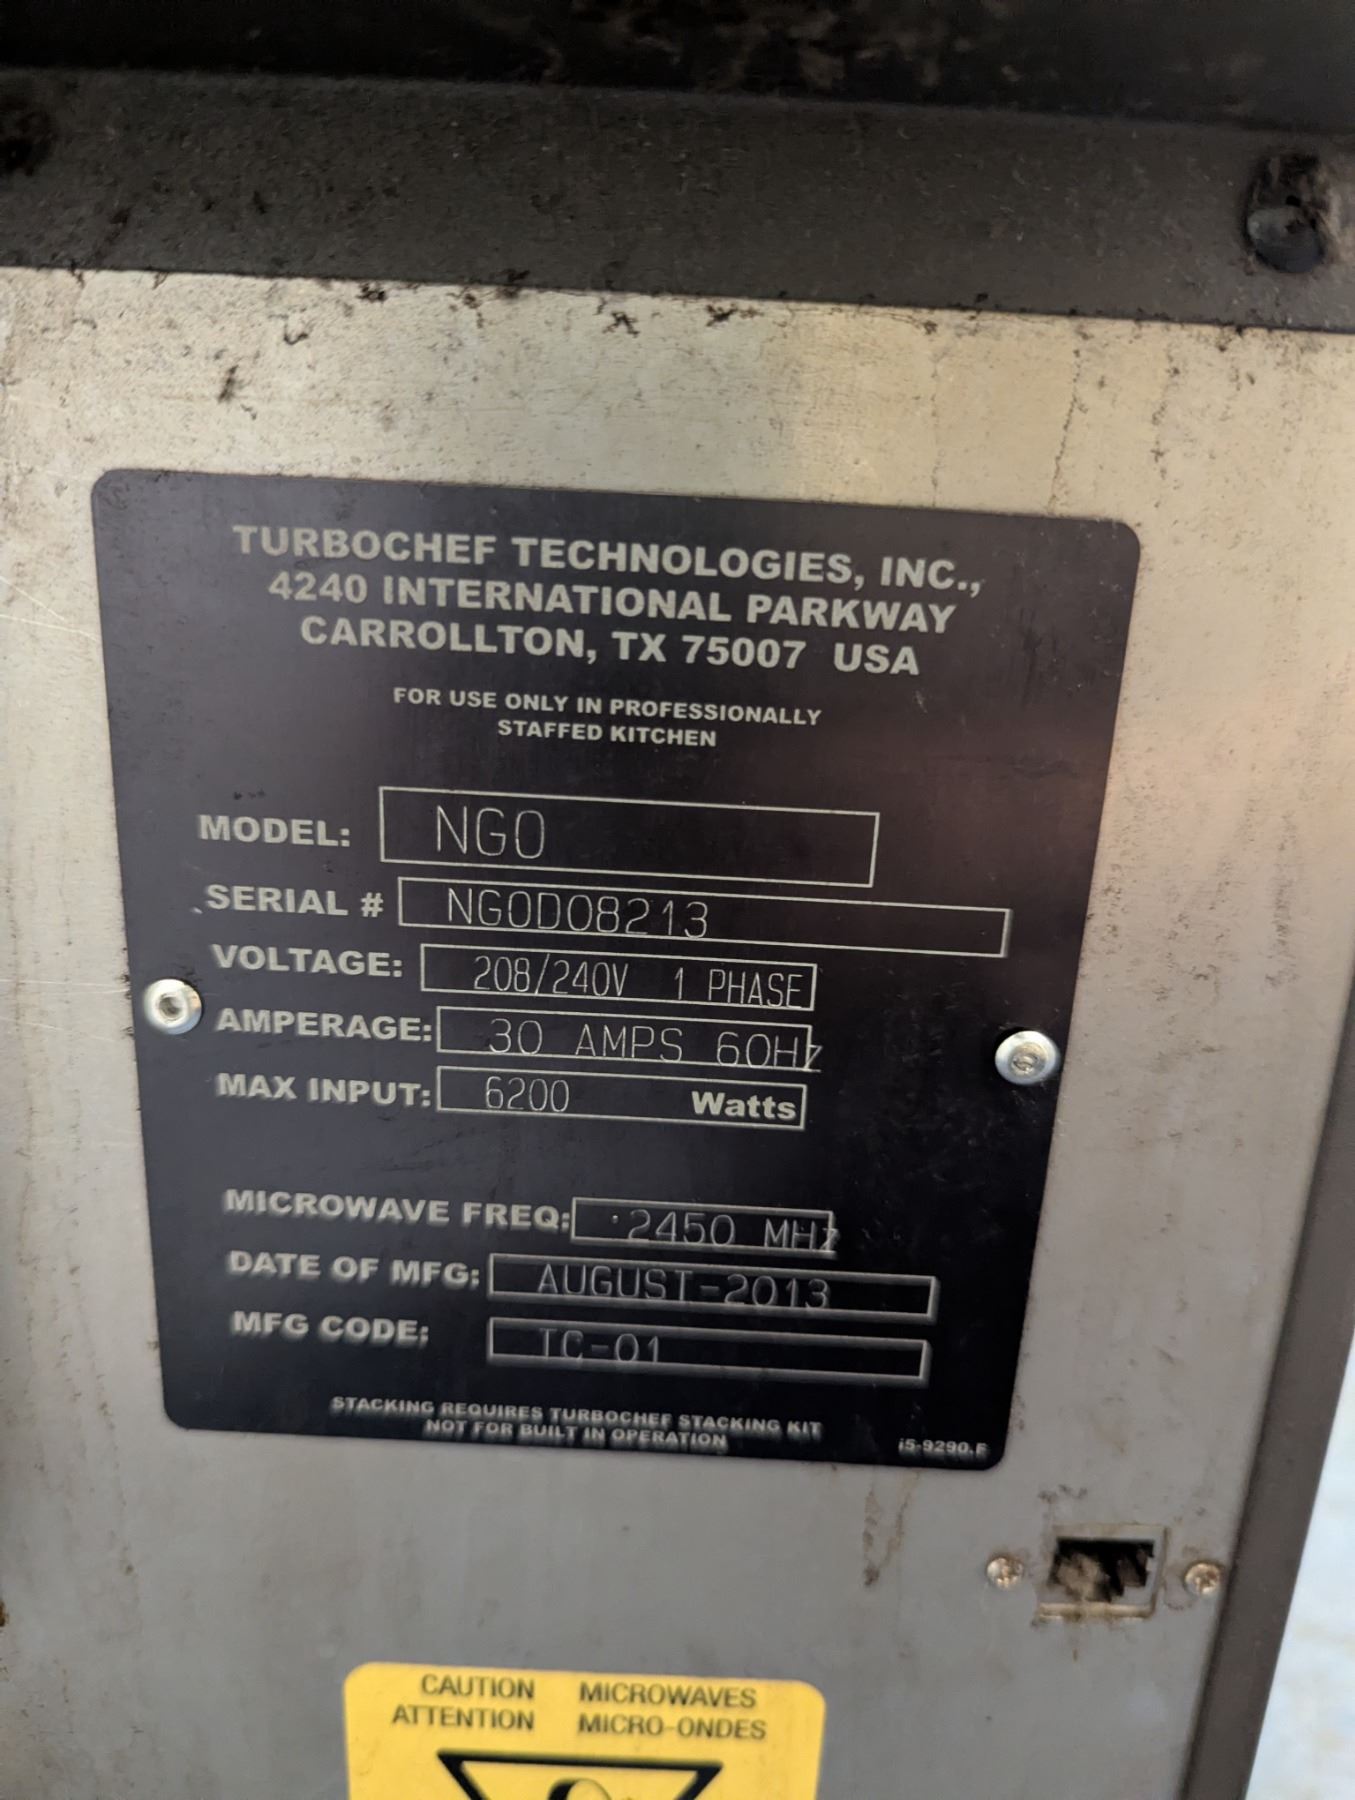 TURBOCHEF TECHNOLOGIES, INC.,
4240 INTERNATIONAL PARKWAY
CARROLLTON, TX 75007 USA
FOR USE ONLY IN PROFESSIONALLY
STAFFED KITCHEN
MODEL: NGO
SERIAL # NGOD08213
VOLTAGE: 208/240V 1 PHASE
AMPERAGE: 30 AMPS 60Hz
MAX INPUT: 6200 Watts
MICROWAVE FREQ: 2450 MHz
DATE OF MFG: AUGUST-2013
MFG CODE: TC-01
STACKING REQUIRES TURBOCHEF STACKING KIT
NOT FOR BUILT IN OPERATION
i5-9290.F
CAUTION MICROWAVES
ATTENTION MICRO-ONDES